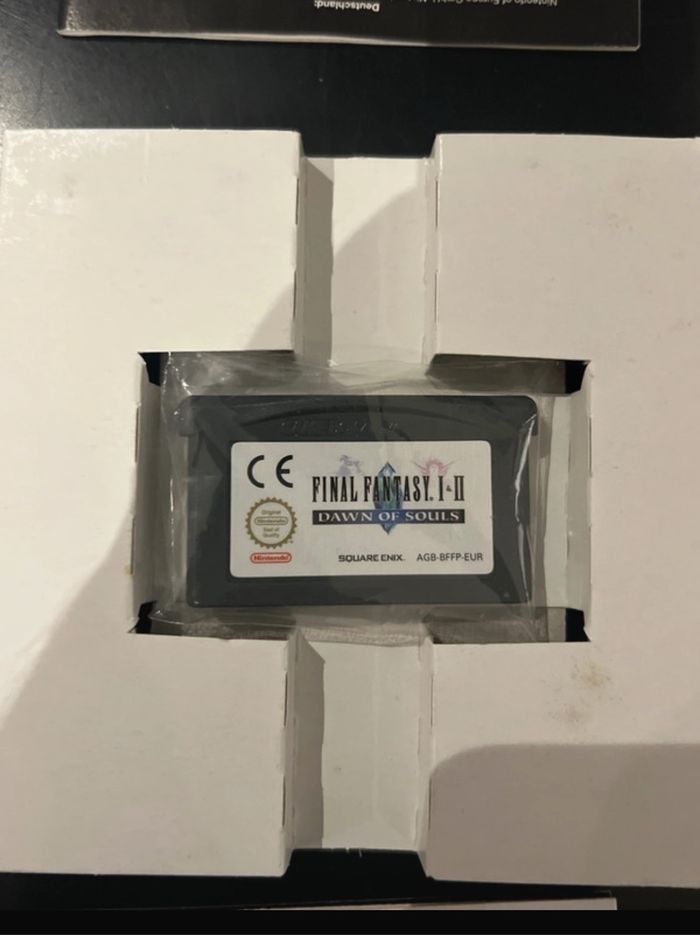 Deutschland:
CE
FINAL FANTASY. I•II
DAWN OF SOULS
Original
Nintendo
Seal of
Quality
Nintendo
SQUARE ENIX. AGB-BFFP-EUR